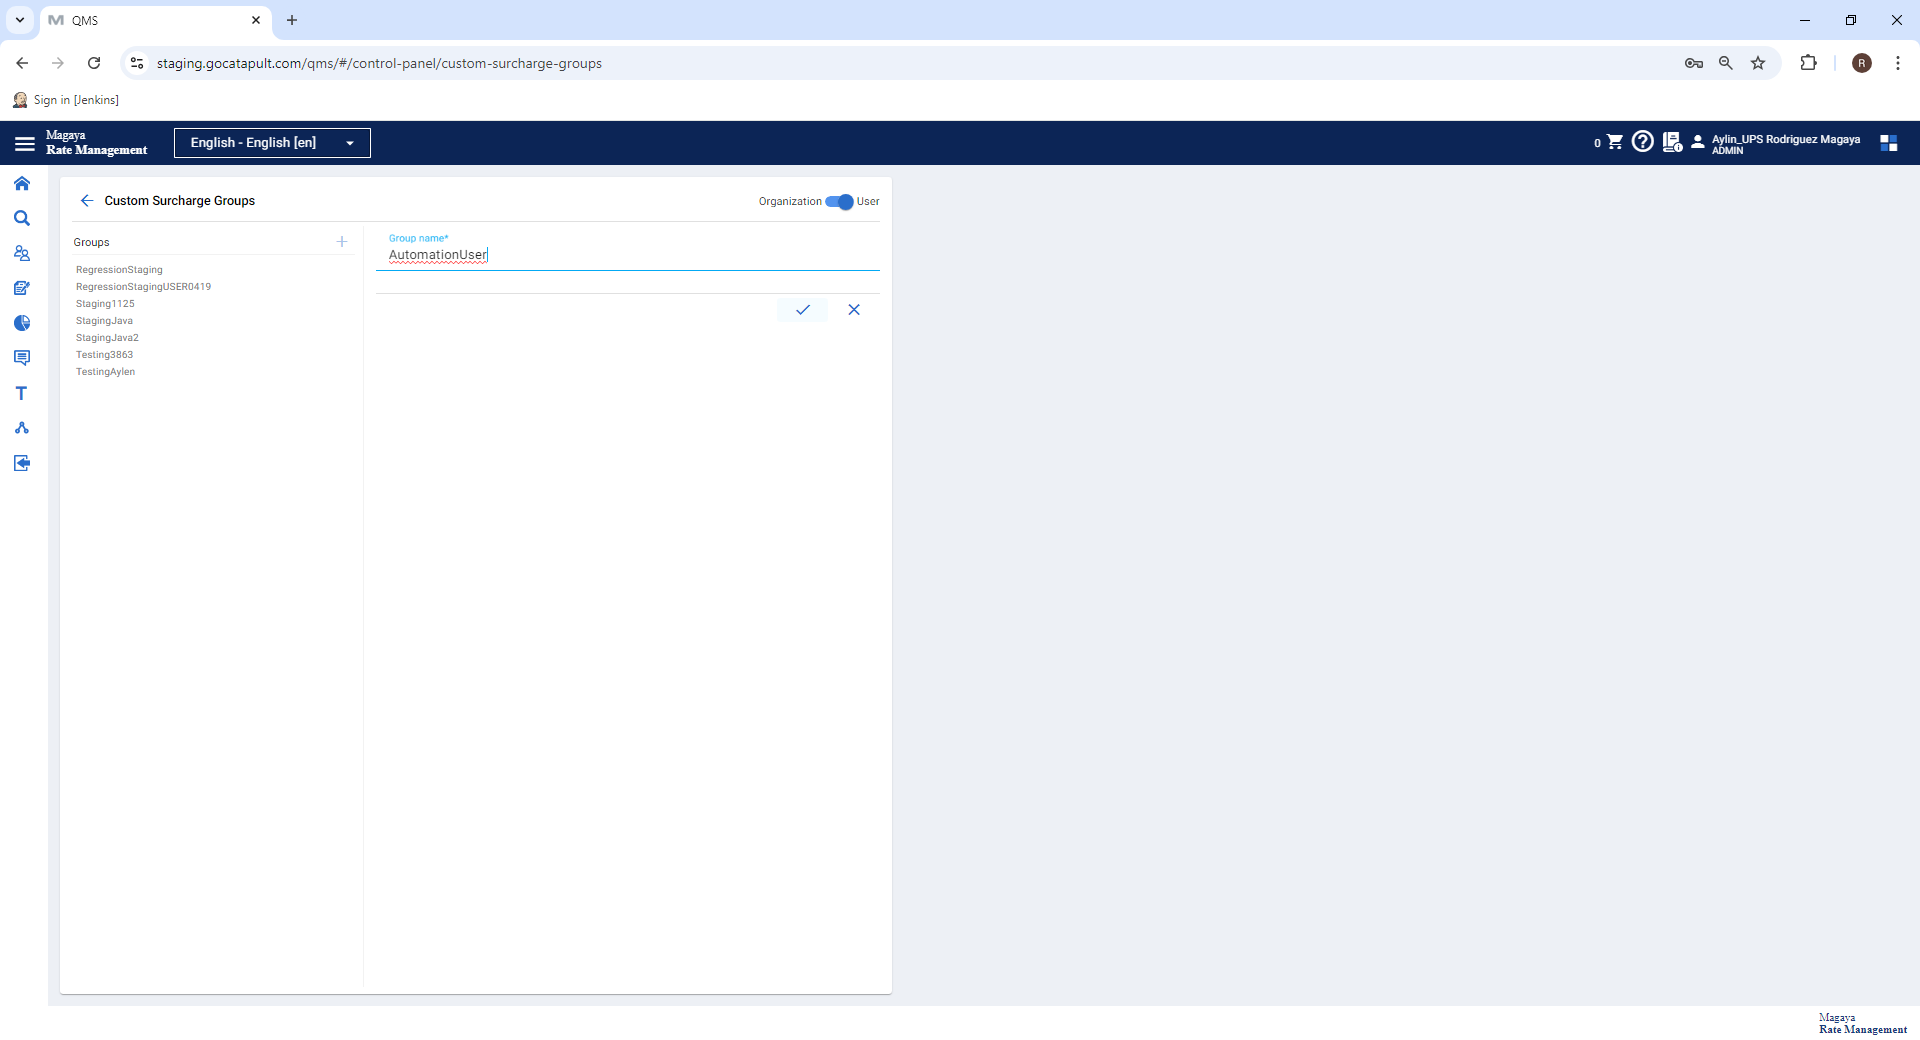 QMS
staging.gocatapult.com/qms/#/control-panel/custom-surcharge-groups
R
Sign in [Jenkins]
Magaya
Rate Management
English - English [en]
0
Aylin_UPS Rodriguez Magaya
ADMIN
Custom Surcharge Groups
Organization
User
Groups
RegressionStaging
RegressionStagingUSER0419
Staging1125
StagingJava
StagingJava2
Testing3863
TestingAylen
Group name*
AutomationUser
Magaya
Rate Management